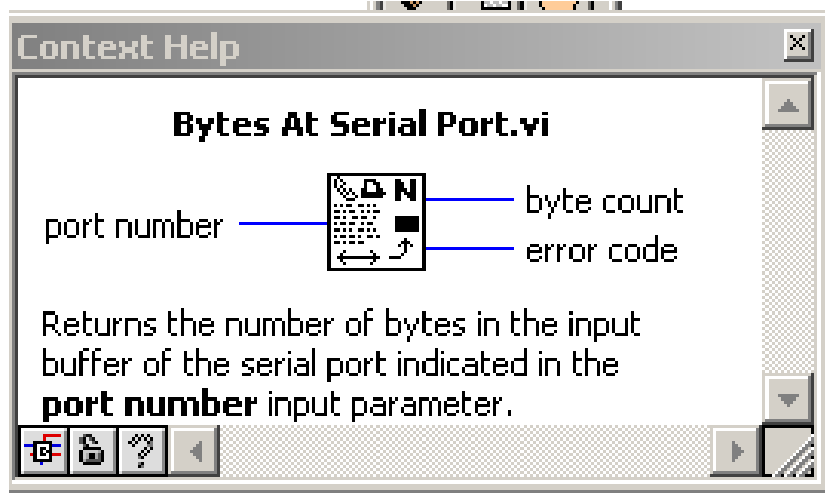 Context Help
Bytes At Serial Port.vi
N
port number
byte count
error code
Returns the number of bytes in the input
buffer of the serial port indicated in the
port number input parameter.
?